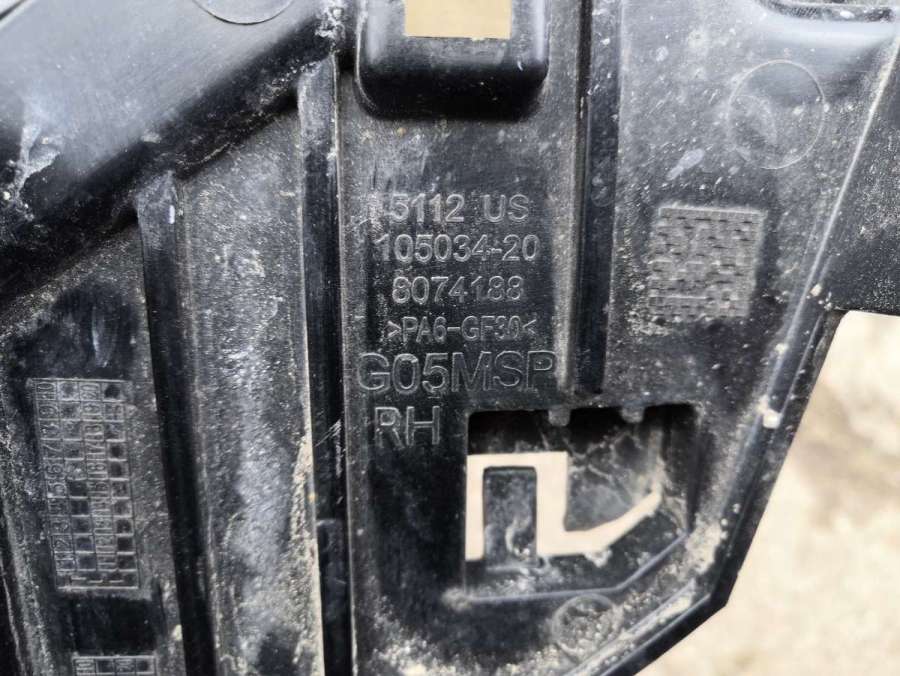 5112 US
105034-20
8074188
>PA6-GF30<
G05MSP
RH